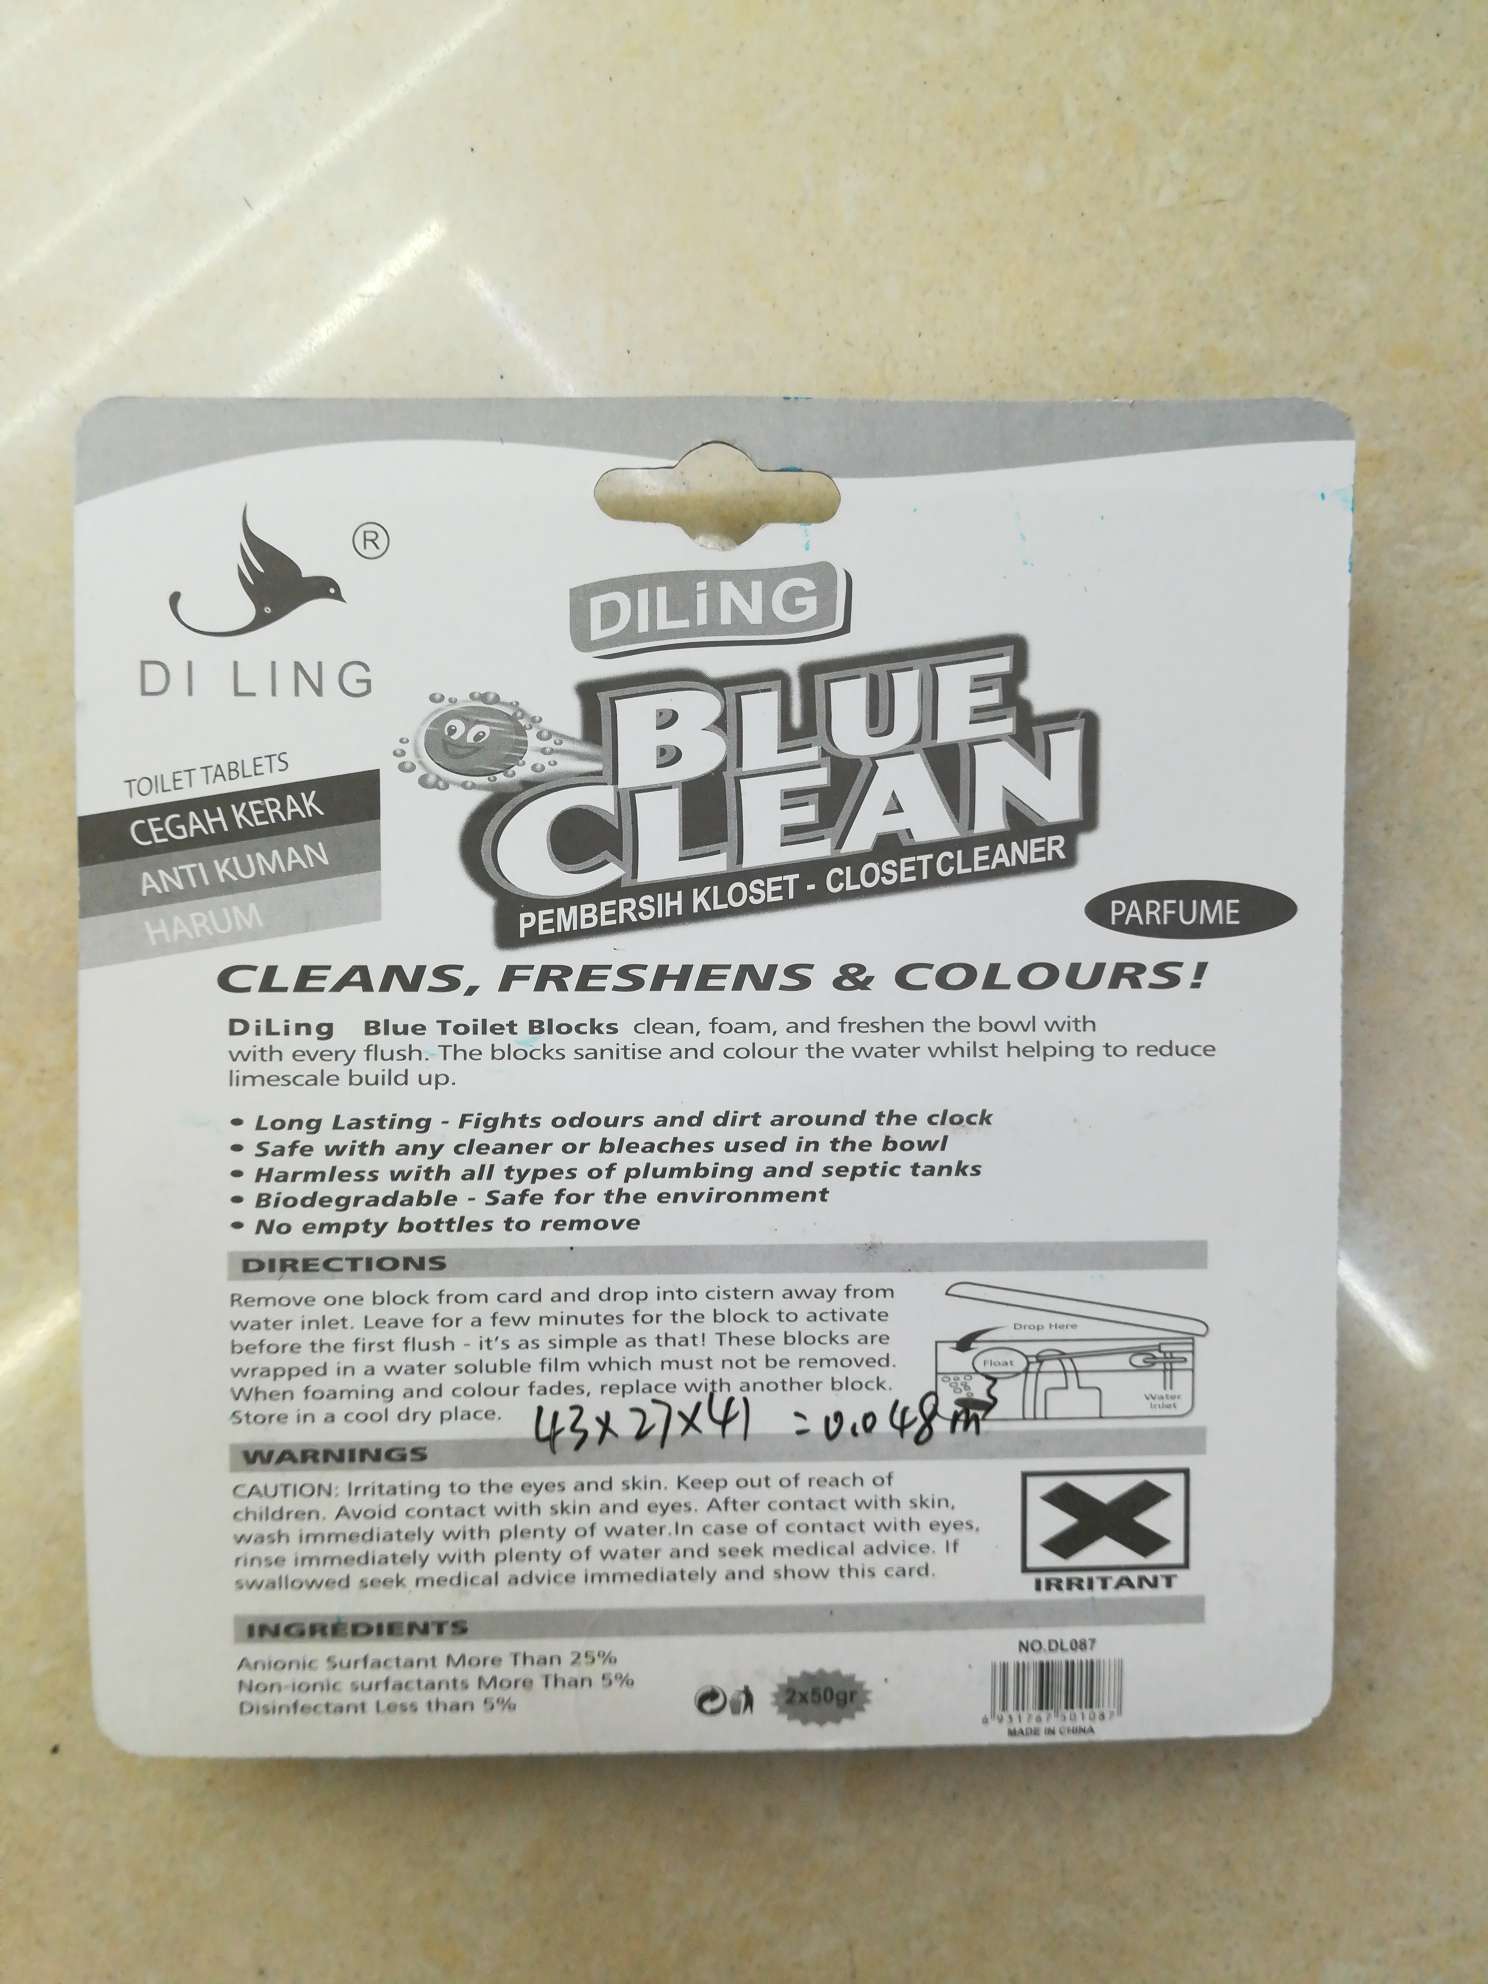 ®
DI LING
DILiNG
BLUE
CLEAN
PEMBERSIH KLOSET - CLOSETCLEANER
TOILET TABLETS
CEGAH KERAK
ANTI KUMAN
HARUM
PARFUME
CLEANS, FRESHENS & COLOURS!
DiLing Blue Toilet Blocks clean, foam, and freshen the bowl with
with every flush. The blocks sanitise and colour the water whilst helping to reduce
limescale build up.
• Long Lasting - Fights odours and dirt around the clock
• Safe with any cleaner or bleaches used in the bowl
• Harmless with all types of plumbing and septic tanks
• Biodegradable - Safe for the environment
• No empty bottles to remove
DIRECTIONS
Remove one block from card and drop into cistern away from
water inlet. Leave for a few minutes for the block to activate
before the first flush - it's as simple as that! These blocks are
wrapped in a water soluble film which must not be removed.
When foaming and colour fades, replace with another block.
Store in a cool dry place.
Drop Here
Float
Water
Inlet
43×27×41 =0.048m³
WARNINGS
CAUTION: Irritating to the eyes and skin. Keep out of reach of
children. Avoid contact with skin and eyes. After contact with skin,
wash immediately with plenty of water.In case of contact with eyes,
rinse immediately with plenty of water and seek medical advice. If
swallowed seek medical advice immediately and show this card.
IRRITANT
INGREDIENTS
Anionic Surfactant More Than 25%
Non-ionic surfactants More Than 5%
Disinfectant Less than 5%
2x50gr
NO.DL087
6 931767 501087
MADE IN CHINA